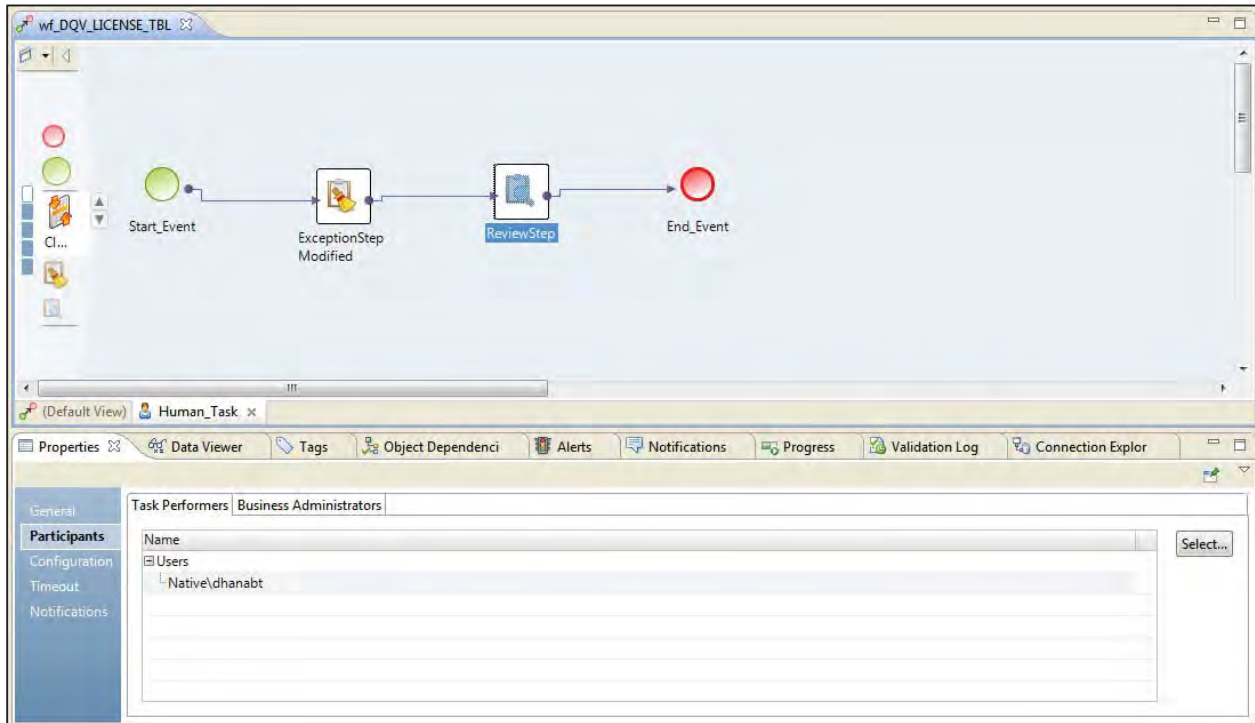 wf_DQV_LICENSE_TBL
Cl...
Start_Event
ExceptionStep
Modified
ReviewStep
End_Event
(Default View) Human_Task
Properties Data Viewer Tags Object Dependenci Alerts Notifications Progress Validation Log Connection Explor
General
Participants
Configuration
Timeout
Notifications
Task Performers Business Administrators
Name
Select...
Users
Native\dhanabt